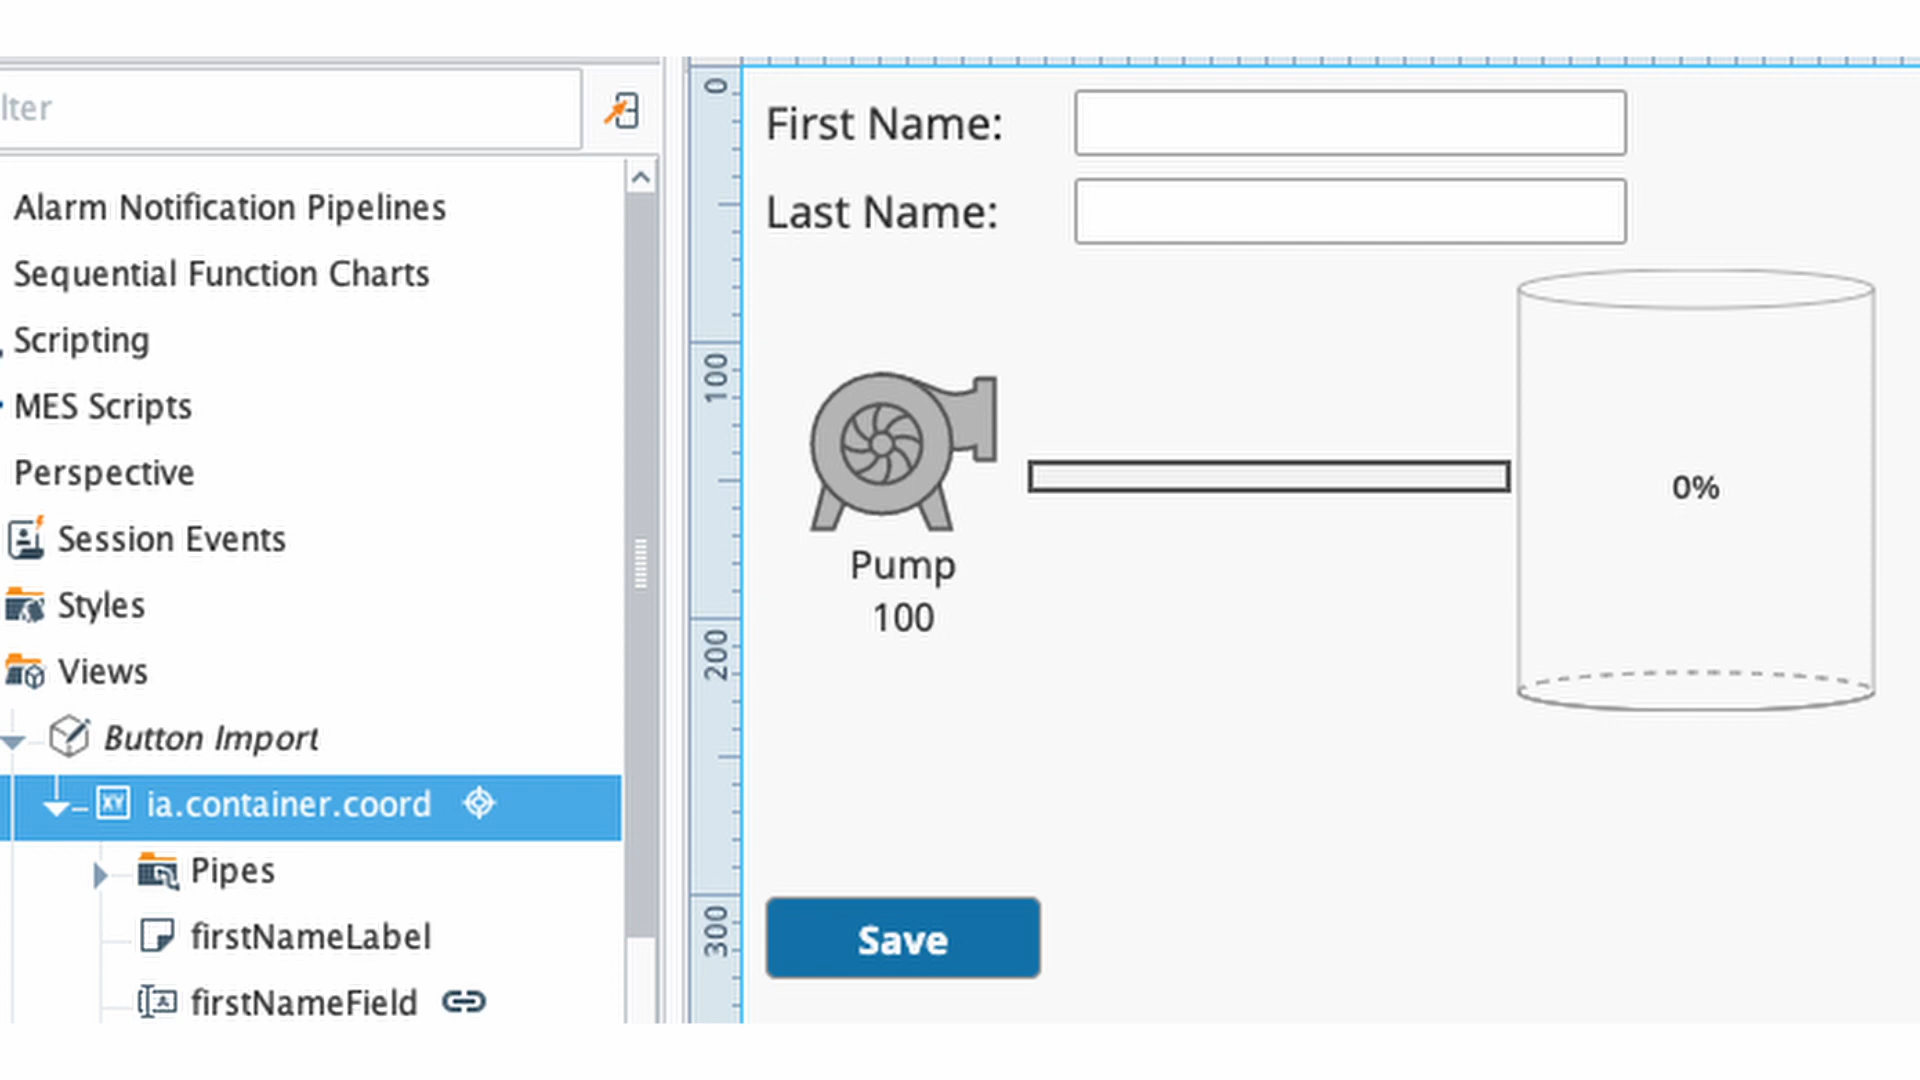 lter
Alarm Notification Pipelines
Sequential Function Charts
Scripting
MES Scripts
Perspective
Session Events
Styles
Views
Button Import
XY ia.container.coord
Pipes
firstNameLabel
A firstNameField
0
100
200
300
First Name:
Last Name:
Pump
100
0%
Save